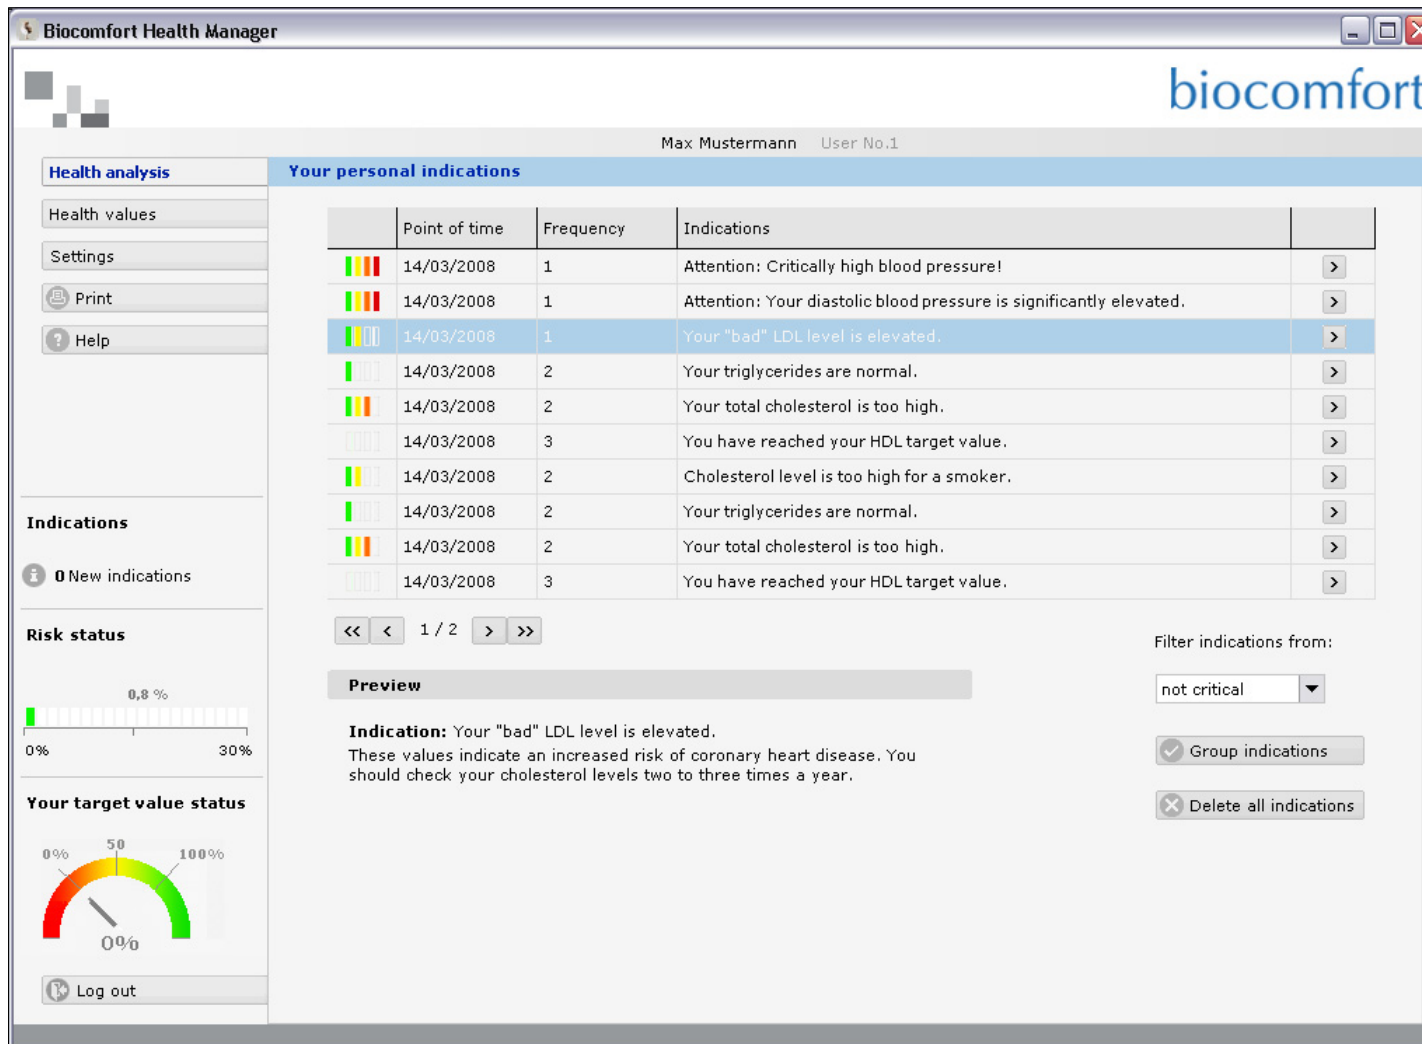 Biocomfort Health Manager
biocomfort
Max Mustermann User No.1
Health analysis
Health values
Settings
Print
Help
Your personal indications
Point of time Frequency Indications
14/03/2008 1 Attention: Critically high blood pressure! >
14/03/2008 1 Attention: Your diastolic blood pressure is significantly elevated. >
14/03/2008 1 Your "bad" LDL level is elevated. >
14/03/2008 2 Your triglycerides are normal. >
14/03/2008 2 Your total cholesterol is too high. >
14/03/2008 3 You have reached your HDL target value. >
14/03/2008 2 Cholesterol level is too high for a smoker. >
14/03/2008 2 Your triglycerides are normal. >
14/03/2008 2 Your total cholesterol is too high. >
14/03/2008 3 You have reached your HDL target value. >
<< < 1 / 2 > >>
Indications
0 New indications
Risk status
0,8 %
0% 30%
Your target value status
0% 50 100%
0%
Log out
Preview
Indication: Your "bad" LDL level is elevated.
These values indicate an increased risk of coronary heart disease. You
should check your cholesterol levels two to three times a year.
Filter indications from:
not critical
Group indications
Delete all indications